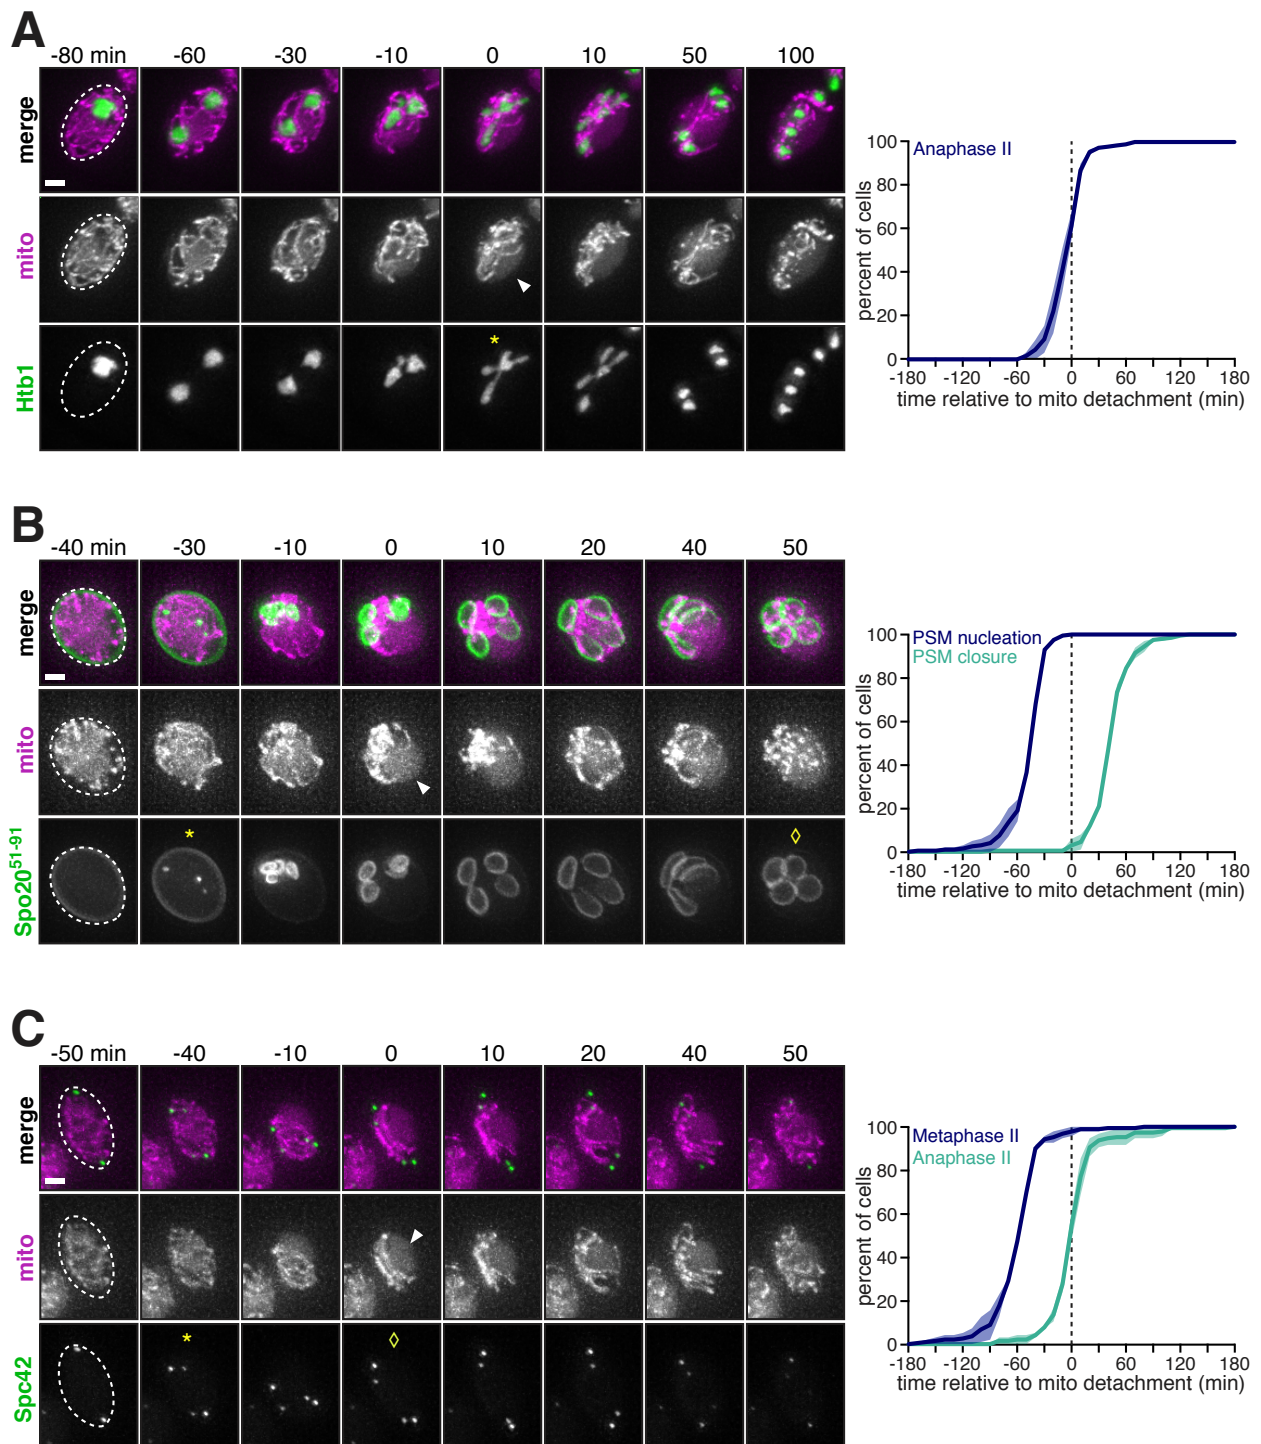 A
-80 min -60 -30 -10 0 10 50 100
merge
mito
*
Htb1
percent of cells
100
80
60
40
20
0
Anaphase II
-180 -120 -60 0 60 120 180
time relative to mito detachment (min)
B
-40 min -30 -10 0 10 20 40 50
merge
mito
* ◊
Spo20⁵¹⁻⁹¹
percent of cells
100
80
60
40
20
0
PSM nucleation
PSM closure
-180 -120 -60 0 60 120 180
time relative to mito detachment (min)
C
-50 min -40 -10 0 10 20 40 50
merge
mito
* ◊
Spc42
percent of cells
100
80
60
40
20
0
Metaphase II
Anaphase II
-180 -120 -60 0 60 120 180
time relative to mito detachment (min)